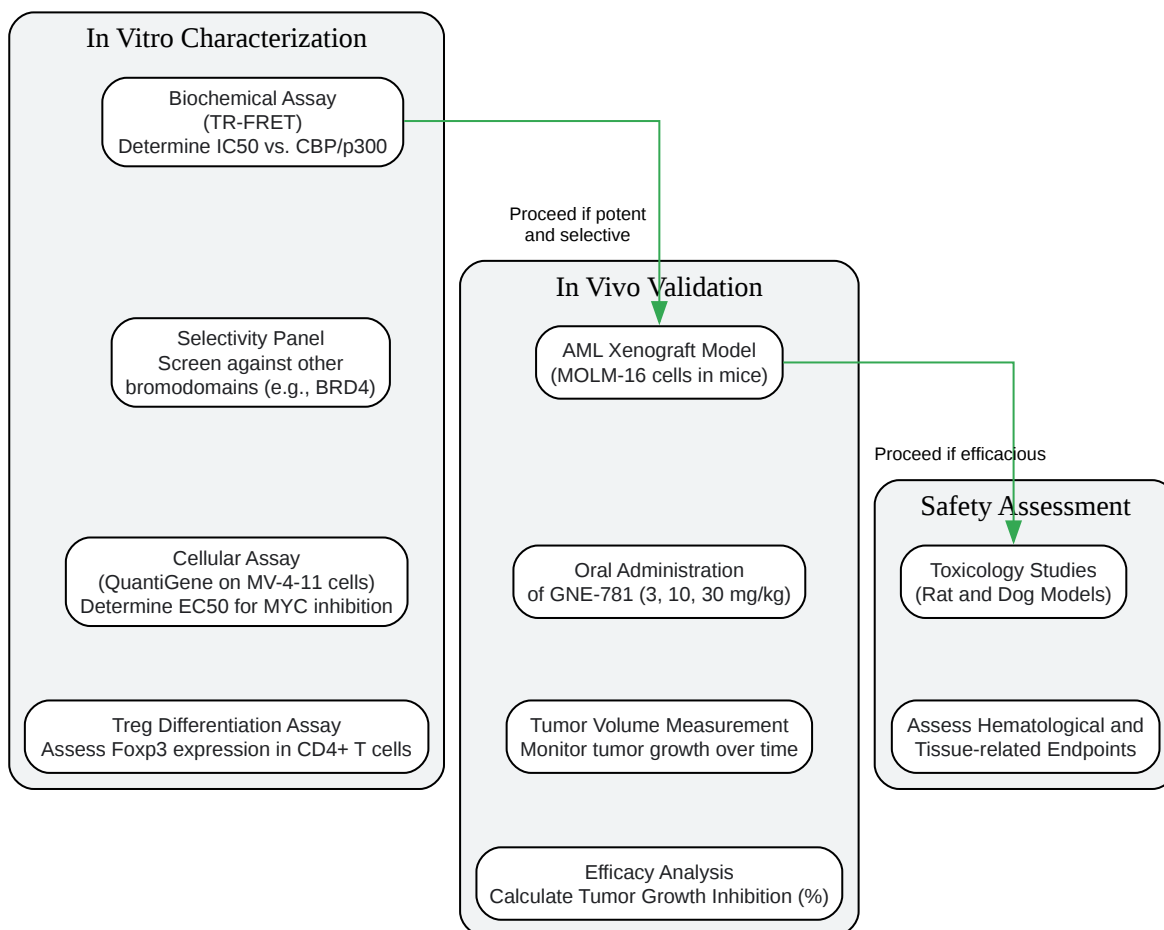 In Vitro Characterization
Biochemical Assay
(TR-FRET)
Determine IC50 vs. CBP/p300
Selectivity Panel
Screen against other
bromodomains (e.g., BRD4)
Cellular Assay
(QuantiGene on MV-4-11 cells)
Determine EC50 for MYC inhibition
Treg Differentiation Assay
Assess Foxp3 expression in CD4+ T cells
Proceed if potent
and selective
In Vivo Validation
AML Xenograft Model
(MOLM-16 cells in mice)
Oral Administration
of GNE-781 (3, 10, 30 mg/kg)
Tumor Volume Measurement
Monitor tumor growth over time
Efficacy Analysis
Calculate Tumor Growth Inhibition (%)
Proceed if efficacious
Safety Assessment
Toxicology Studies
(Rat and Dog Models)
Assess Hematological and
Tissue-related Endpoints